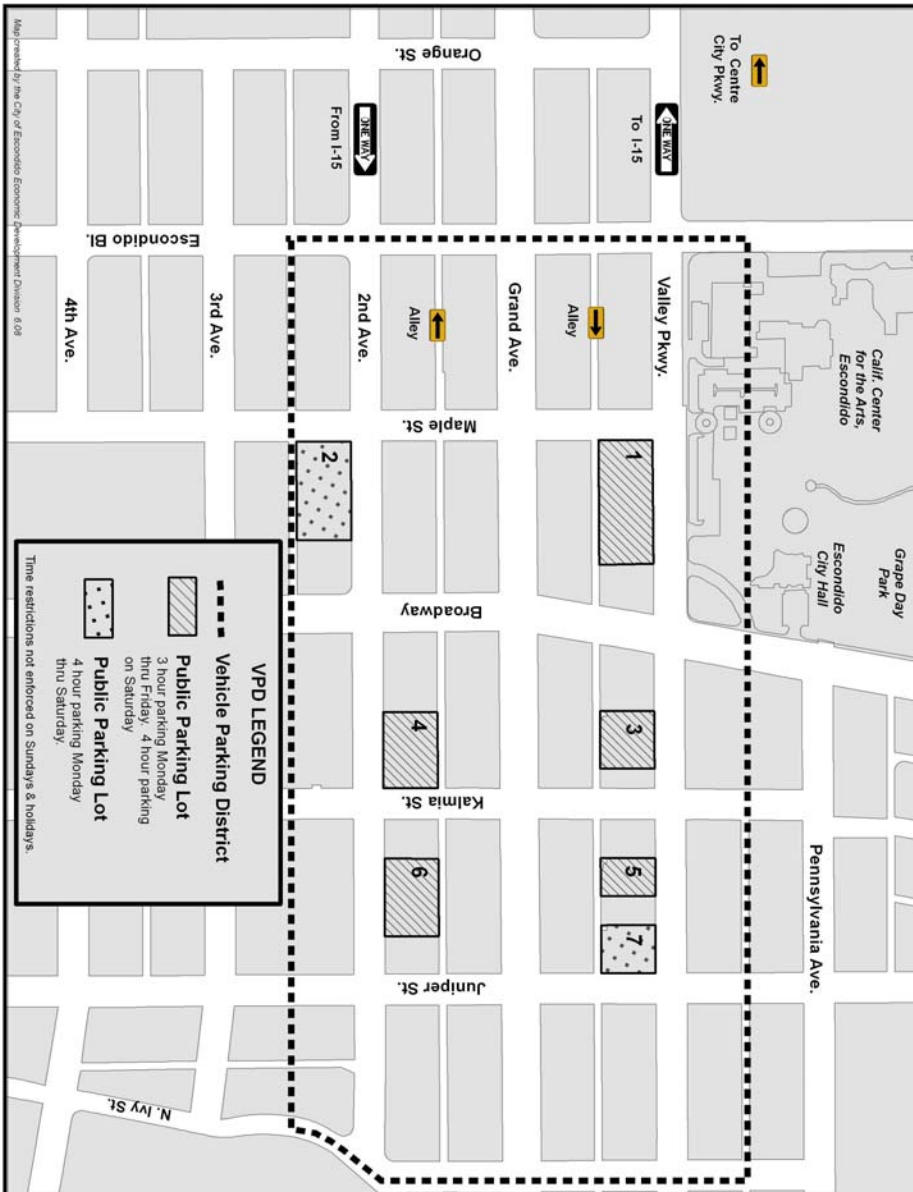 To Centre
City Pkwy.
Orange St.
ONE WAY
To I-15
ONE WAY
From I-15
Escondido Bl.
Calif. Center
for the Arts,
Escondido
Valley Pkwy.
Alley
Grand Ave.
Alley
2nd Ave.
3rd Ave.
4th Ave.
Maple St.
Grape Day
Park
Escondido
City Hall
1
2
Broadway
3
4
Kalmia St.
Pennsylvania Ave.
5
6
7
Juniper St.
N. Ivy St.
VPD LEGEND
Vehicle Parking District
Public Parking Lot
3 hour parking Monday
thru Friday. 4 hour parking
on Saturday
Public Parking Lot
4 hour parking Monday
thru Saturday.
Time restrictions not enforced on Sundays & holidays.
Map created by the City of Escondido Economic Development Division 6.08